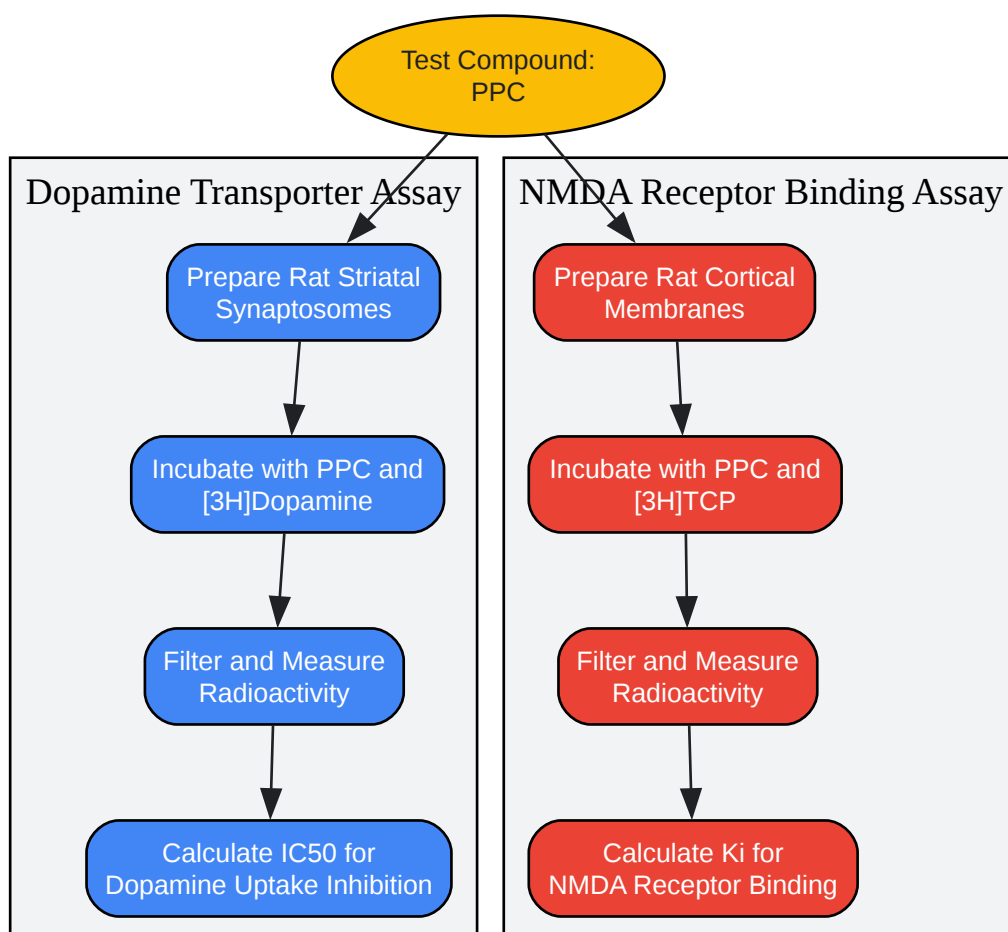 Test Compound:
PPC
Dopamine Transporter Assay
Prepare Rat Striatal
Synaptosomes
Incubate with PPC and
[3H]Dopamine
Filter and Measure
Radioactivity
Calculate IC50 for
Dopamine Uptake Inhibition
NMDA Receptor Binding Assay
Prepare Rat Cortical
Membranes
Incubate with PPC and
[3H]TCP
Filter and Measure
Radioactivity
Calculate Ki for
NMDA Receptor Binding